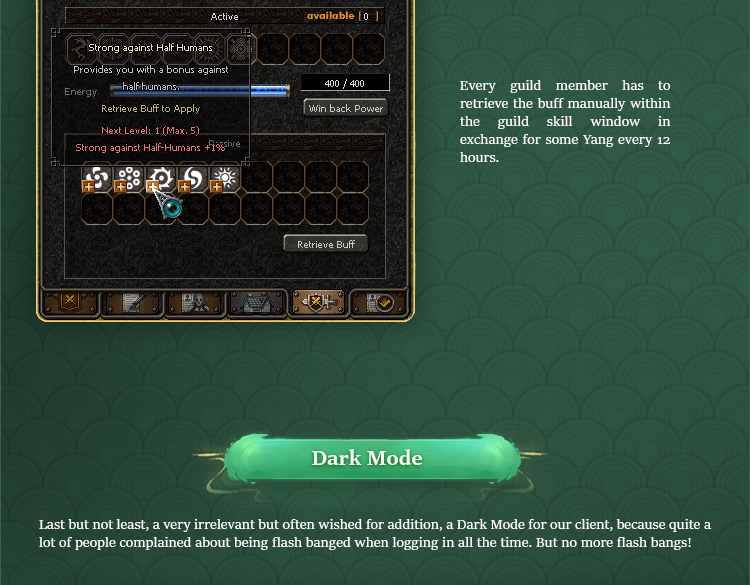 Active
available [ 0 ]
Strong against Half Humans
Provides you with a bonus against
half-humans.
Energy
400 / 400
Retrieve Buff to Apply
Win back Power
Next Level: 1 (Max. 5)
Passive
Strong against Half-Humans +1%
Retrieve Buff
Every guild member has to
retrieve the buff manually within
the guild skill window in
exchange for some Yang every 12
hours.
Dark Mode
Last but not least, a very irrelevant but often wished for addition, a Dark Mode for our client, because quite a
lot of people complained about being flash banged when logging in all the time. But no more flash bangs!